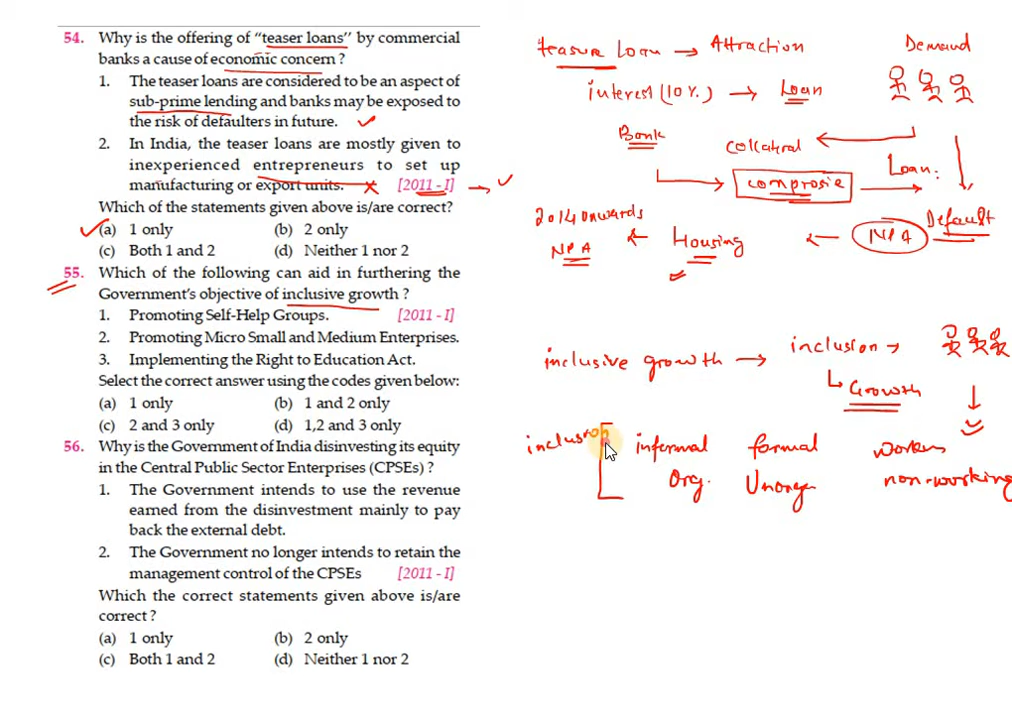 54. Why is the offering of "teaser loans" by commercial
banks a cause of economic concern ?
1. The teaser loans are considered to be an aspect of
sub-prime lending and banks may be exposed to
the risk of defaulters in future.
2. In India, the teaser loans are mostly given to
inexperienced entrepreneurs to set up
manufacturing or export units. [2011 - I]
Which of the statements given above is/are correct?
(a) 1 only (b) 2 only
(c) Both 1 and 2 (d) Neither 1 nor 2
55. Which of the following can aid in furthering the
Government's objective of inclusive growth ?
1. Promoting Self-Help Groups. [2011 - I]
2. Promoting Micro Small and Medium Enterprises.
3. Implementing the Right to Education Act.
Select the correct answer using the codes given below:
(a) 1 only (b) 1 and 2 only
(c) 2 and 3 only (d) 1,2 and 3 only
56. Why is the Government of India disinvesting its equity
in the Central Public Sector Enterprises (CPSEs) ?
1. The Government intends to use the revenue
earned from the disinvestment mainly to pay
back the external debt.
2. The Government no longer intends to retain the
management control of the CPSEs [2011 - I]
Which the correct statements given above is/are
correct ?
(a) 1 only (b) 2 only
(c) Both 1 and 2 (d) Neither 1 nor 2
teasure Loan → Attraction Demand
interest (10%) → Loan
Bank
Collatral
comprosie Loan.
2014 onwards Default
NPA ← Housing ← NPA
inclusive growth → inclusion →
Growth
inclusion informal formal workers
Org. Unorgn non-working